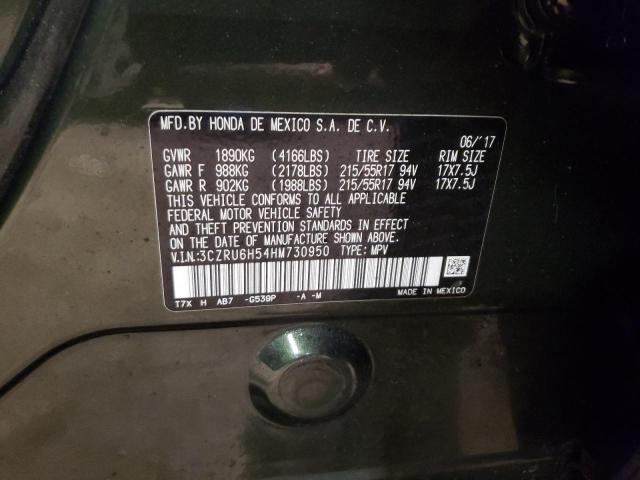 MFD.BY HONDA DE MEXICO S.A. DE C.V.
06/'17
GVWR 1890KG (4166LBS) TIRE SIZE RIM SIZE
GAWR F 988KG (2178LBS) 215/55R17 94V 17X7.5J
GAWR R 902KG (1988LBS) 215/55R17 94V 17X7.5J
THIS VEHICLE CONFORMS TO ALL APPLICABLE
FEDERAL MOTOR VEHICLE SAFETY
AND THEFT PREVENTION STANDARDS IN EFFECT
ON THE DATE OF MANUFACTURE SHOWN ABOVE.
V.I.N.:3CZRU6H54HM730950 TYPE: MPV
T7X H AB7 -G539P -A -M MADE IN MEXICO